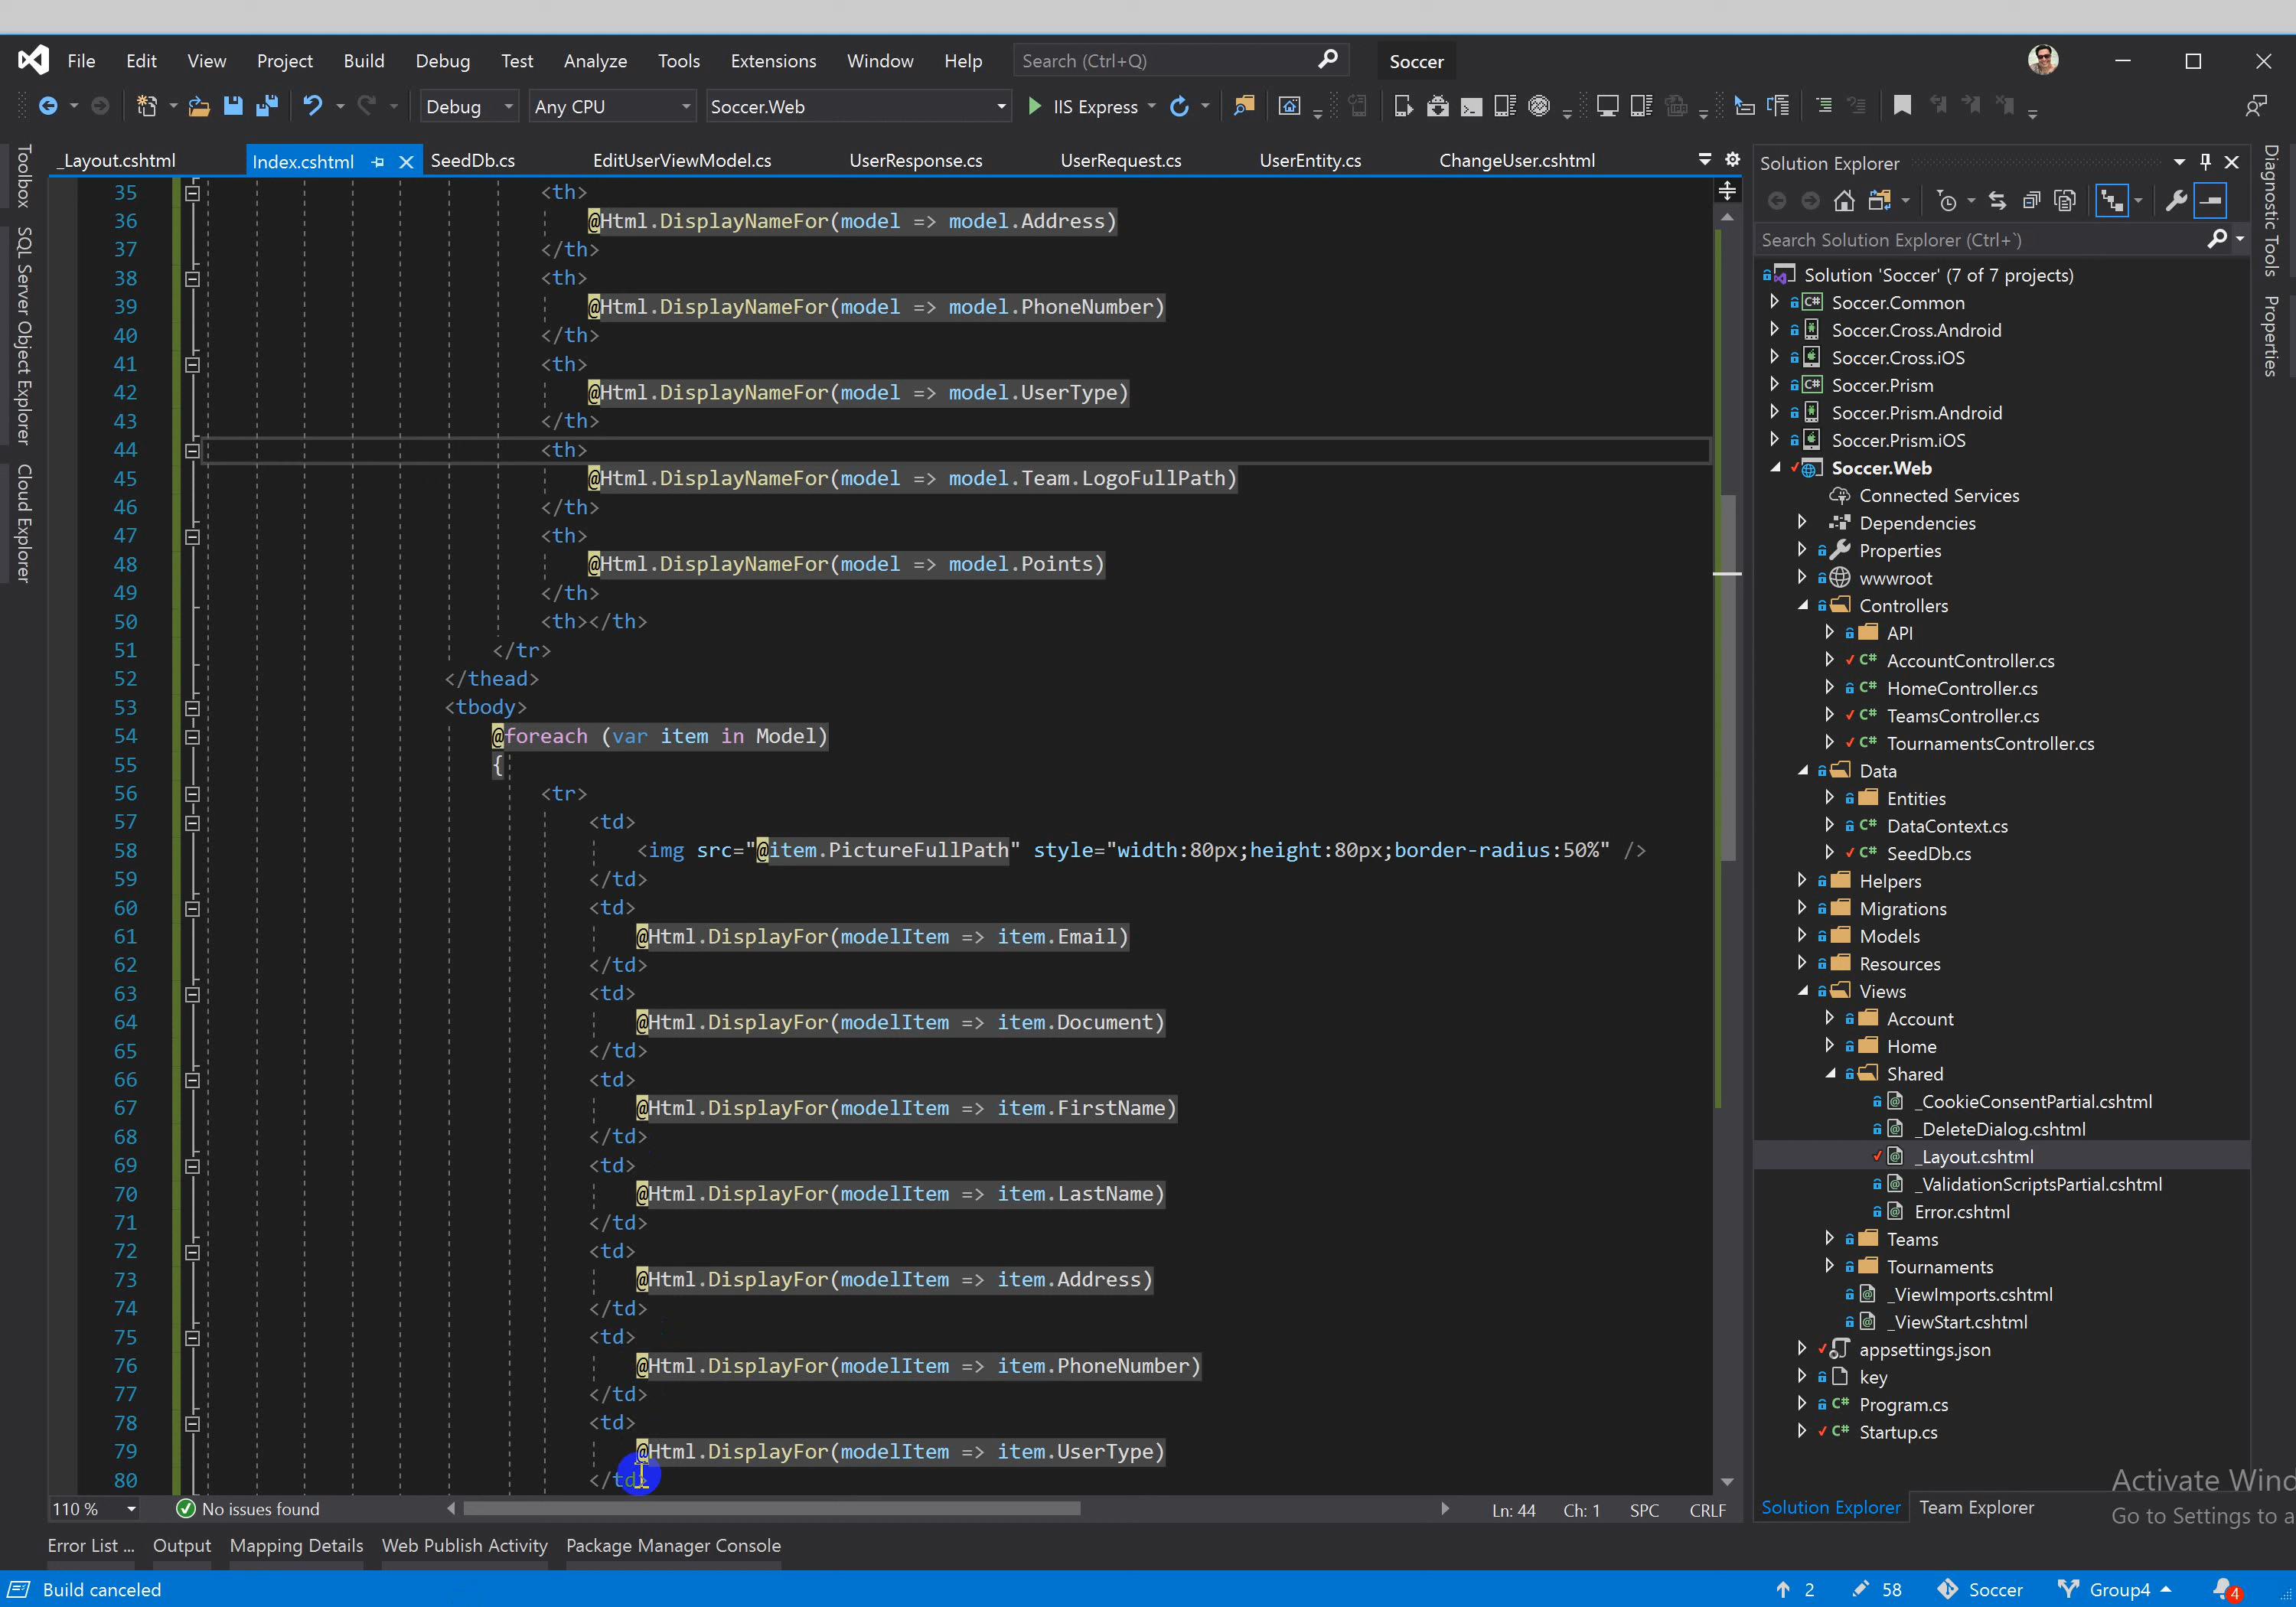 File Edit View Project Build Debug Test Analyze Tools Extensions Window Help Search (Ctrl+Q) Soccer
Debug Any CPU Soccer.Web IIS Express
_Layout.cshtml Index.cshtml SeedDb.cs EditUserViewModel.cs UserResponse.cs UserRequest.cs UserEntity.cs ChangeUser.cshtml
Toolbox
SQL Server Object Explorer
Cloud Explorer
35 <th>
36 @Html.DisplayNameFor(model => model.Address)
37 </th>
38 <th>
39 @Html.DisplayNameFor(model => model.PhoneNumber)
40 </th>
41 <th>
42 @Html.DisplayNameFor(model => model.UserType)
43 </th>
44 <th>
45 @Html.DisplayNameFor(model => model.Team.LogoFullPath)
46 </th>
47 <th>
48 @Html.DisplayNameFor(model => model.Points)
49 </th>
50 <th></th>
51 </tr>
52 </thead>
53 <tbody>
54 @foreach (var item in Model)
55 {
56 <tr>
57 <td>
58 <img src="@item.PictureFullPath" style="width:80px;height:80px;border-radius:50%" />
59 </td>
60 <td>
61 @Html.DisplayFor(modelItem => item.Email)
62 </td>
63 <td>
64 @Html.DisplayFor(modelItem => item.Document)
65 </td>
66 <td>
67 @Html.DisplayFor(modelItem => item.FirstName)
68 </td>
69 <td>
70 @Html.DisplayFor(modelItem => item.LastName)
71 </td>
72 <td>
73 @Html.DisplayFor(modelItem => item.Address)
74 </td>
75 <td>
76 @Html.DisplayFor(modelItem => item.PhoneNumber)
77 </td>
78 <td>
79 @Html.DisplayFor(modelItem => item.UserType)
80 </td>
110 % No issues found Ln: 44 Ch: 1 SPC CRLF
Solution Explorer
Search Solution Explorer (Ctrl+`)
Solution 'Soccer' (7 of 7 projects)
C# Soccer.Common
Soccer.Cross.Android
Soccer.Cross.iOS
C# Soccer.Prism
Soccer.Prism.Android
Soccer.Prism.iOS
Soccer.Web
Connected Services
Dependencies
Properties
wwwroot
Controllers
API
C# AccountController.cs
C# HomeController.cs
C# TeamsController.cs
C# TournamentsController.cs
Data
Entities
C# DataContext.cs
C# SeedDb.cs
Helpers
Migrations
Models
Resources
Views
Account
Home
Shared
_CookieConsentPartial.cshtml
_DeleteDialog.cshtml
_Layout.cshtml
_ValidationScriptsPartial.cshtml
Error.cshtml
Teams
Tournaments
_ViewImports.cshtml
_ViewStart.cshtml
appsettings.json
key
C# Program.cs
C# Startup.cs
Solution Explorer Team Explorer
Diagnostic Tools
Properties
Activate Wind
Go to Settings to a
Error List ... Output Mapping Details Web Publish Activity Package Manager Console
Build canceled 2 58 Soccer Group4 4